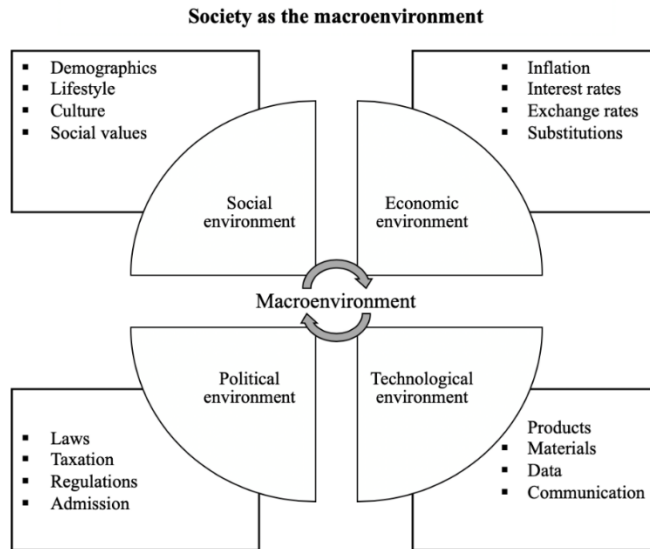 Society as the macroenvironment
▪ Demographics
▪ Lifestyle
▪ Culture
▪ Social values
▪ Inflation
▪ Interest rates
▪ Exchange rates
▪ Substitutions
Social
environment
Economic
environment
Macroenvironment
Political
environment
Technological
environment
▪ Laws
▪ Taxation
▪ Regulations
▪ Admission
Products
▪ Materials
▪ Data
▪ Communication